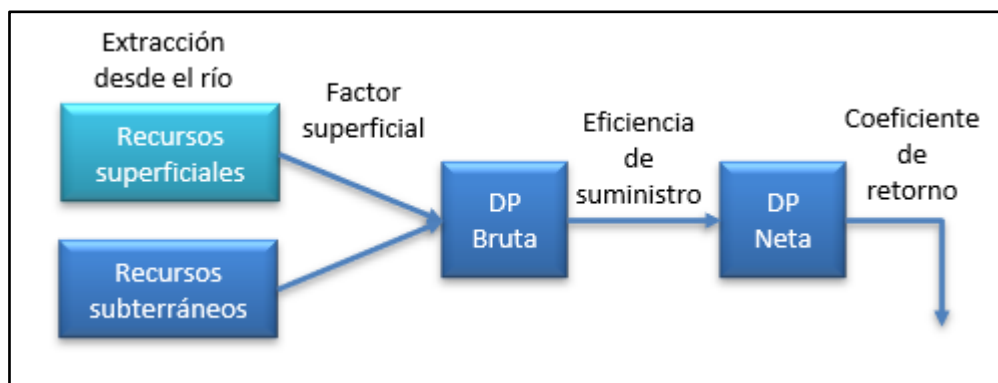 Extracción
desde el río
Recursos
superficiales
Factor
superficial
Recursos
subterráneos
DP
Bruta
Eficiencia
de
suministro
DP
Neta
Coeficiente
de
retorno